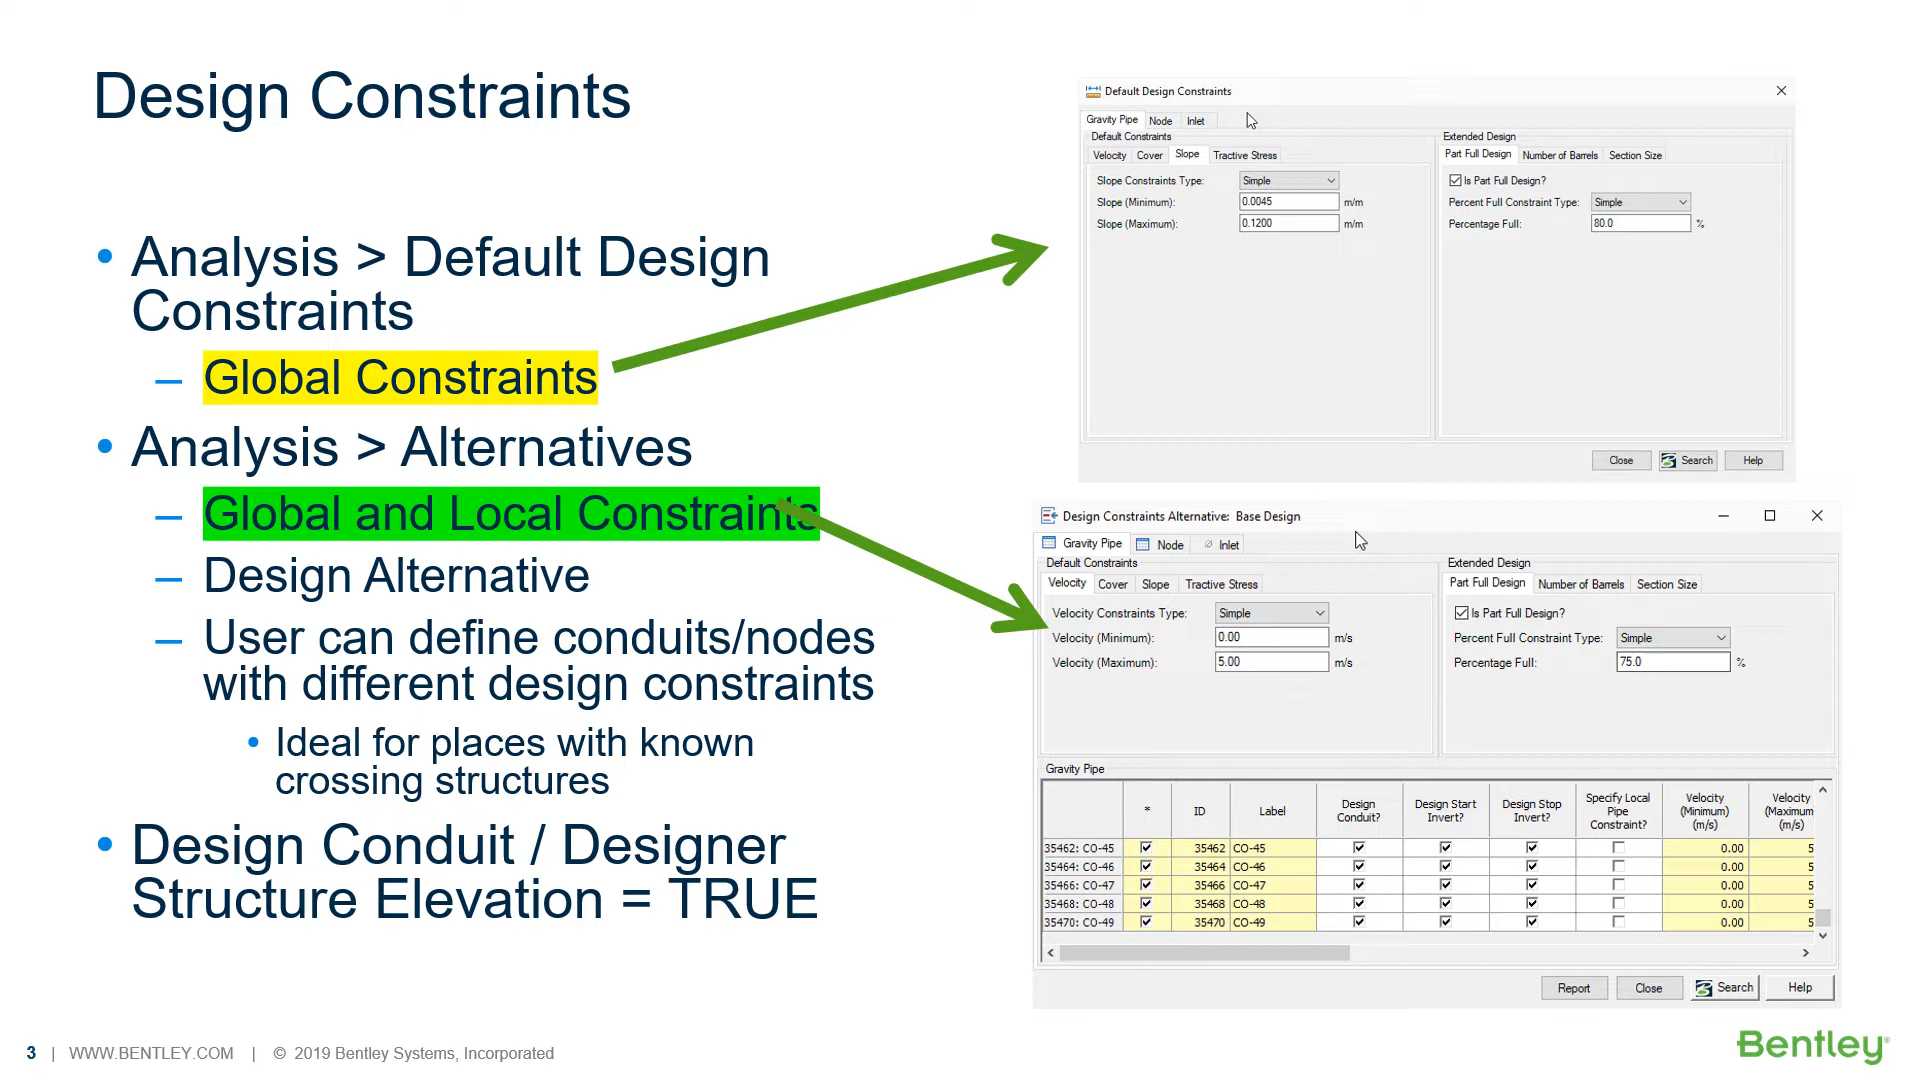 Design Constraints
• Analysis > Default Design
Constraints
– Global Constraints
• Analysis > Alternatives
– Global and Local Constraints
– Design Alternative
– User can define conduits/nodes
with different design constraints
• Ideal for places with known
crossing structures
• Design Conduit / Designer
Structure Elevation = TRUE
Default Design Constraints
Gravity Pipe Node Inlet
Default Constraints
Velocity Cover Slope Tractive Stress
Slope Constraints Type: Simple
Slope (Minimum): 0.0045 m/m
Slope (Maximum): 0.1200 m/m
Extended Design
Part Full Design Number of Barrels Section Size
Is Part Full Design?
Percent Full Constraint Type: Simple
Percentage Full: 80.0 %
Close Search Help
Design Constraints Alternative: Base Design
Gravity Pipe Node Inlet
Default Constraints
Velocity Cover Slope Tractive Stress
Velocity Constraints Type: Simple
Velocity (Minimum): 0.00 m/s
Velocity (Maximum): 5.00 m/s
Extended Design
Part Full Design Number of Barrels Section Size
Is Part Full Design?
Percent Full Constraint Type: Simple
Percentage Full: 75.0 %
Gravity Pipe
* ID Label Design Conduit? Design Start Invert? Design Stop Invert? Specify Local Pipe Constraint? Velocity (Minimum) (m/s) Velocity (Maximum (m/s)
35462: CO-45 35462 CO-45 0.00 5
35464: CO-46 35464 CO-46 0.00 5
35466: CO-47 35466 CO-47 0.00 5
35468: CO-48 35468 CO-48 0.00 5
35470: CO-49 35470 CO-49 0.00 5
Report Close Search Help
3 | WWW.BENTLEY.COM | © 2019 Bentley Systems, Incorporated
Bentley®